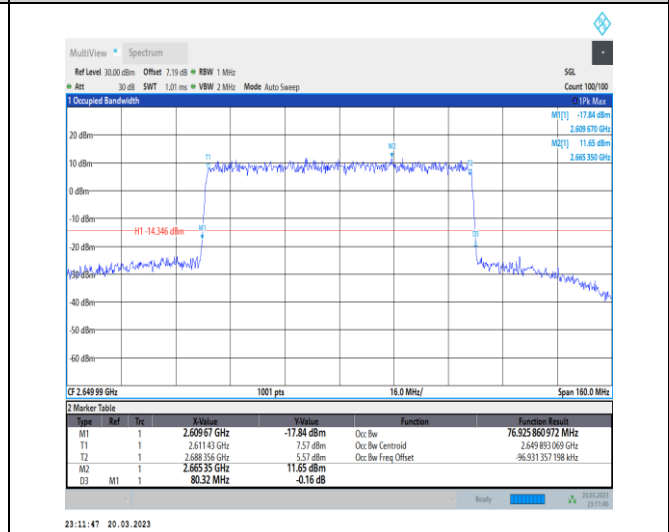 MultiView Spectrum
Ref Level 30.00 dBm Offset 7.19 dB RBW 1 MHz SGL
Att 30 dB SWT 1.01 ms VBW 2 MHz Mode Auto Sweep Count 100/100
1 Occupied Bandwidth 1Pk Max
M1[1] -17.84 dBm
2.609 670 GHz
M2[1] 11.65 dBm
2.665 350 GHz
20 dBm
M2
T1
10 dBm
0 dBm
-10 dBm
H1 -14.346 dBm
M1
D3
-20 dBm
-40 dBm
-50 dBm
-60 dBm
CF 2.649 99 GHz 1001 pts 16.0 MHz/ Span 160.0 MHz
2 Marker Table
Type Ref Trc X-Value Y-Value Function Function Result
M1 1 2.609 67 GHz -17.84 dBm Occ Bw 76.925 860 972 MHz
T1 1 2.611 43 GHz 7.57 dBm Occ Bw Centroid 2.649 893 069 GHz
T2 1 2.688 356 GHz 5.57 dBm Occ Bw Freq Offset -96.931 357 198 kHz
M2 1 2.665 35 GHz 11.65 dBm
D3 M1 1 80.32 MHz -0.16 dB
Ready 20.03.2023
23:11:46
23:11:47 20.03.2023